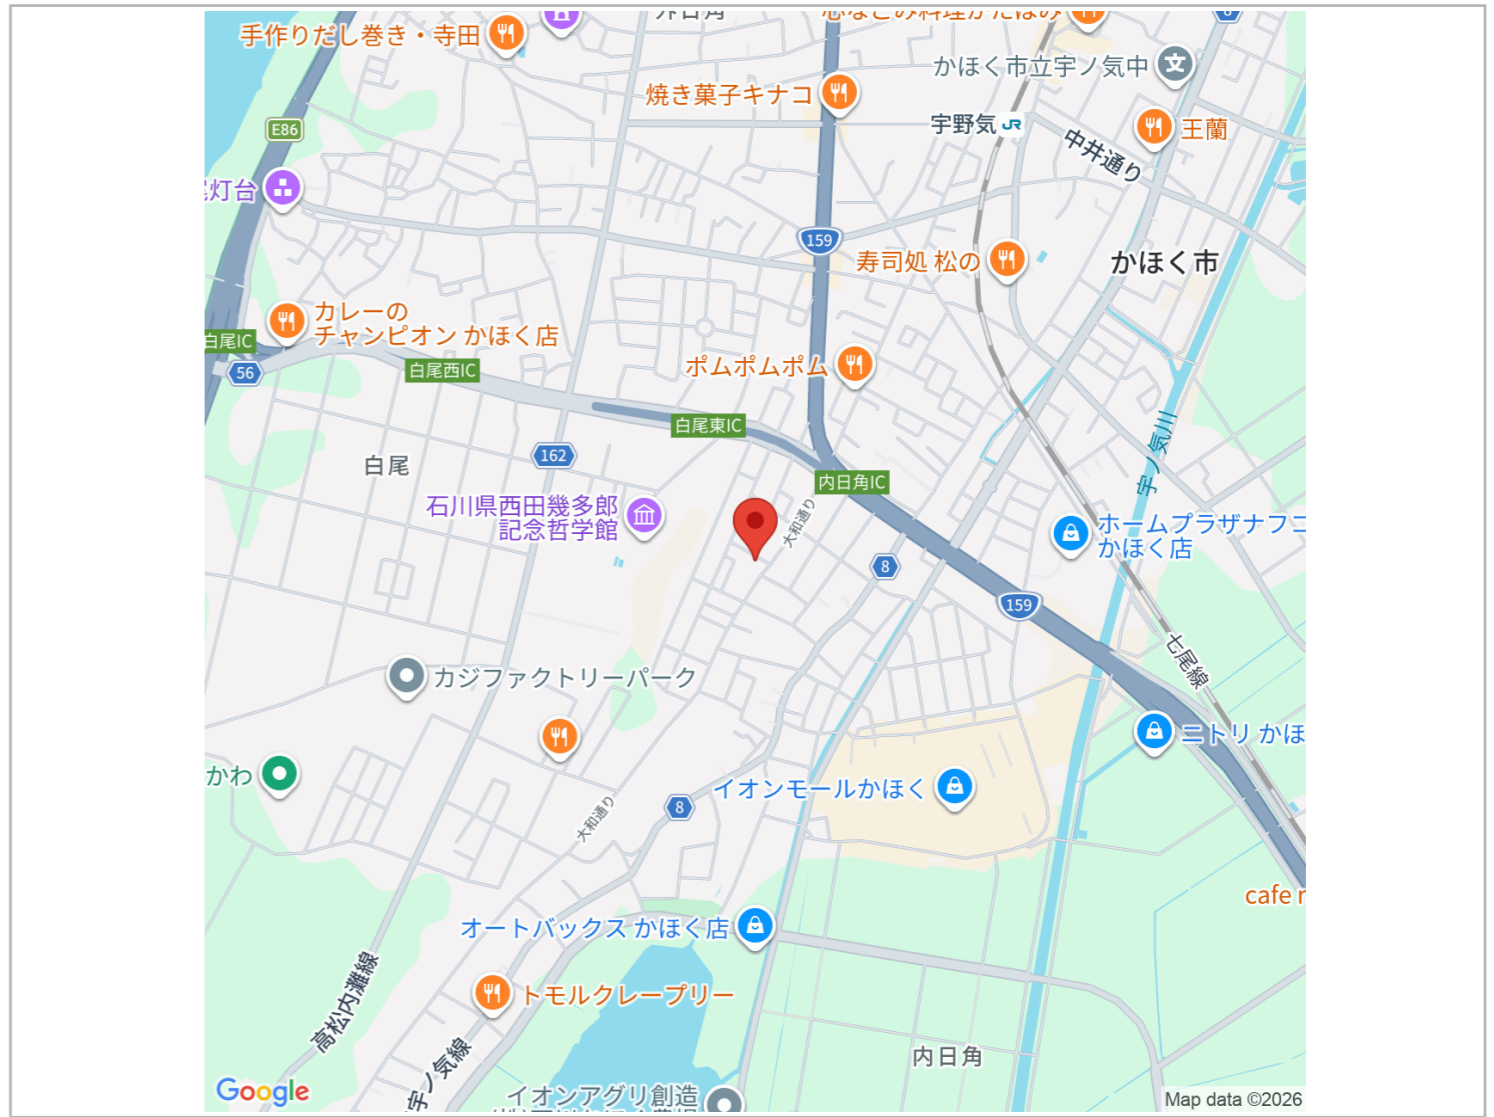 手作りだし巻き・寺田
外日角
かほく市立宇ノ気中
焼き菓子キナコ
宇野気
JR
王蘭
中井通り
E86
灯台
159
寿司処 松の
かほく市
カレーの
チャンピオン かほく店
白尾IC
56
白尾西IC
ポムポムポム
白尾東IC
宇ノ気川
162
白尾
内日角IC
石川県西田幾多郎
記念哲学館
大和通り
ホームプラザナフコ
かほく店
8
159
七尾線
カジファクトリーパーク
ニトリ かほ
かわ
イオンモールかほく
8
大和通り
cafe
オートバックス かほく店
トモルクレープリー
高松内灘線
宇ノ気線
内日角
イオンアグリ創造
Google
Map data ©2026